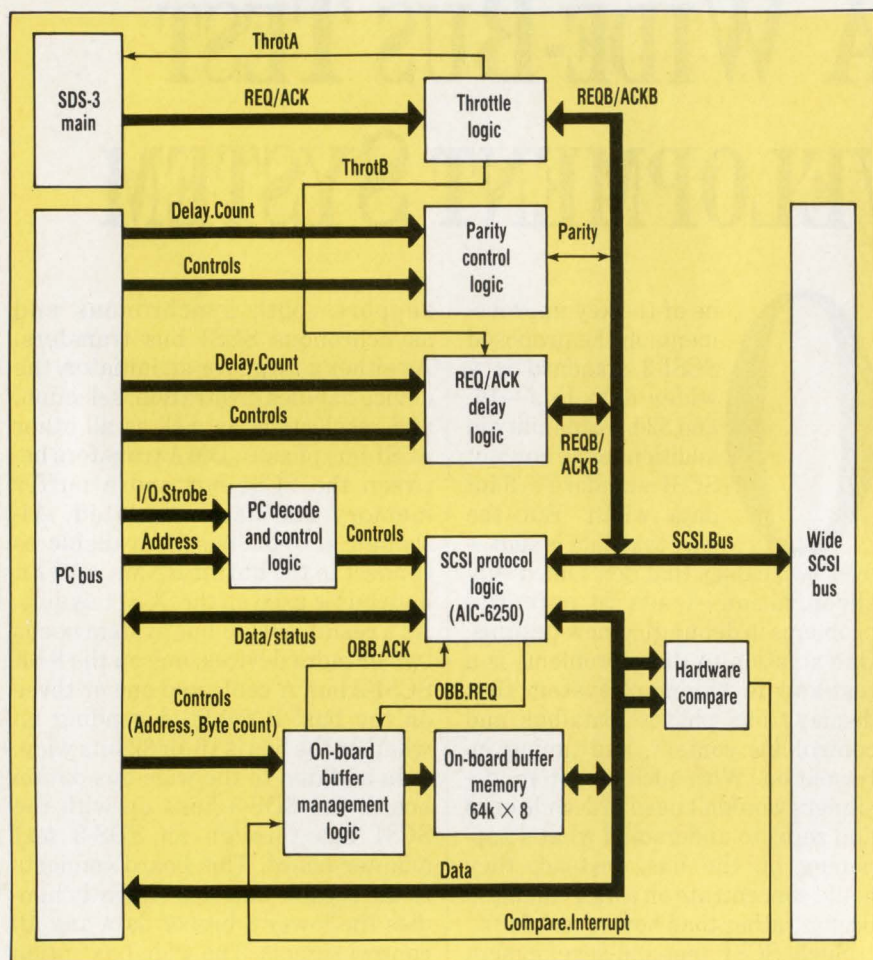 A WIDE-BUS TEST
ThrotA
SDS-3
main
REQ/ACK
Throttle
logic
REQB/ACKB
ThrotB
Delay.Count
Parity
control
logic
Parity
Controls
Delay.Count
REQ/ACK
delay
logic
Controls
REQB/
ACKB
I/O.Strobe
PC decode
and control
logic
Address
Controls
SCSI protocol
logic
(AIC-6250)
SCSI.Bus
Wide
SCSI
bus
PC bus
Data/status
OBB.ACK
Hardware
compare
Controls
(Address, Byte count)
OBB.REQ
On-board
buffer
management
logic
On-board buffer
memory
64k × 8
Data
Compare.Interrupt